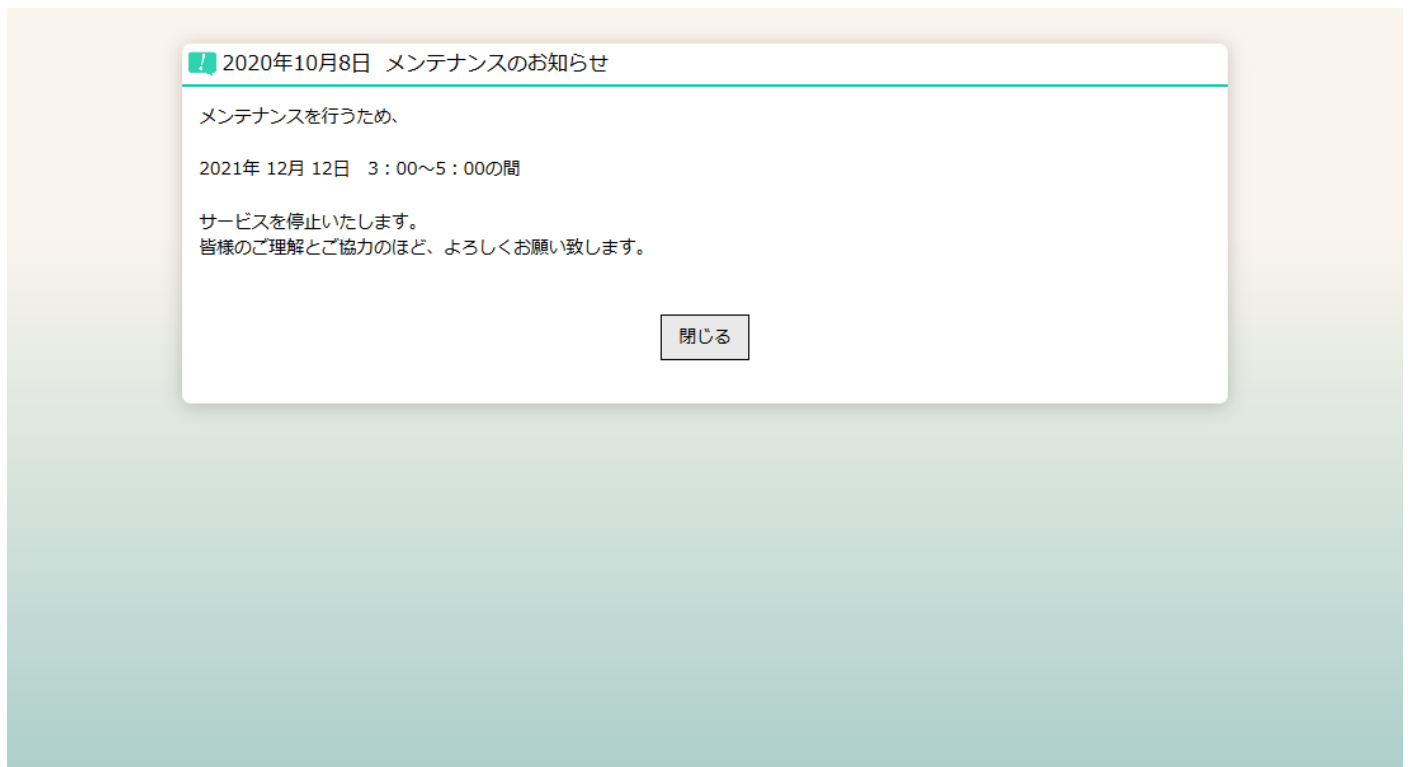 2020年10月8日 メンテナンスのお知らせ
メンテナンスを行うため、
2021年 12月 12日　3：00～5：00の間
サービスを停止いたします。
皆様のご理解とご協力のほど、よろしくお願い致します。
閉じる